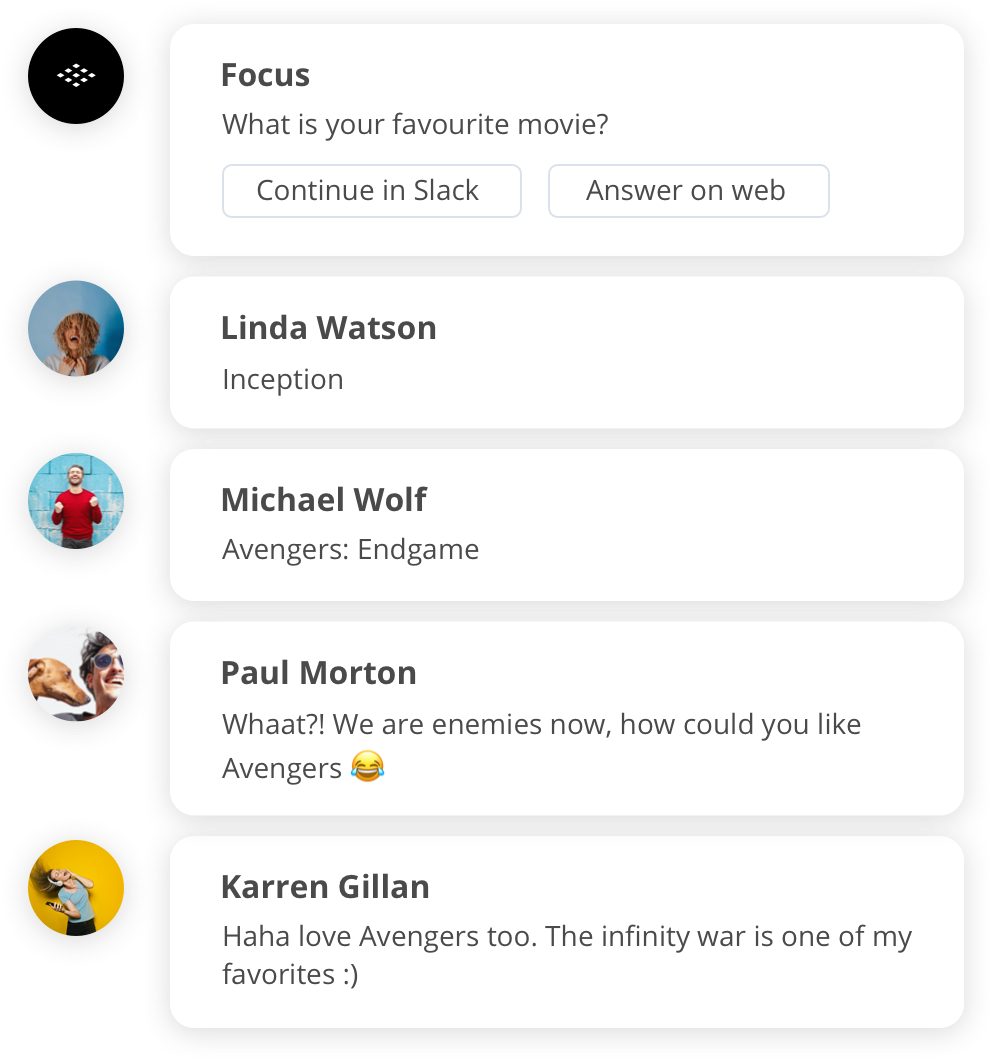 Focus
What is your favourite movie?
Continue in Slack
Answer on web
Linda Watson
Inception
Michael Wolf
Avengers: Endgame
Paul Morton
Whaat?! We are enemies now, how could you like
Avengers 😂
Karren Gillan
Haha love Avengers too. The infinity war is one of my
favorites :)